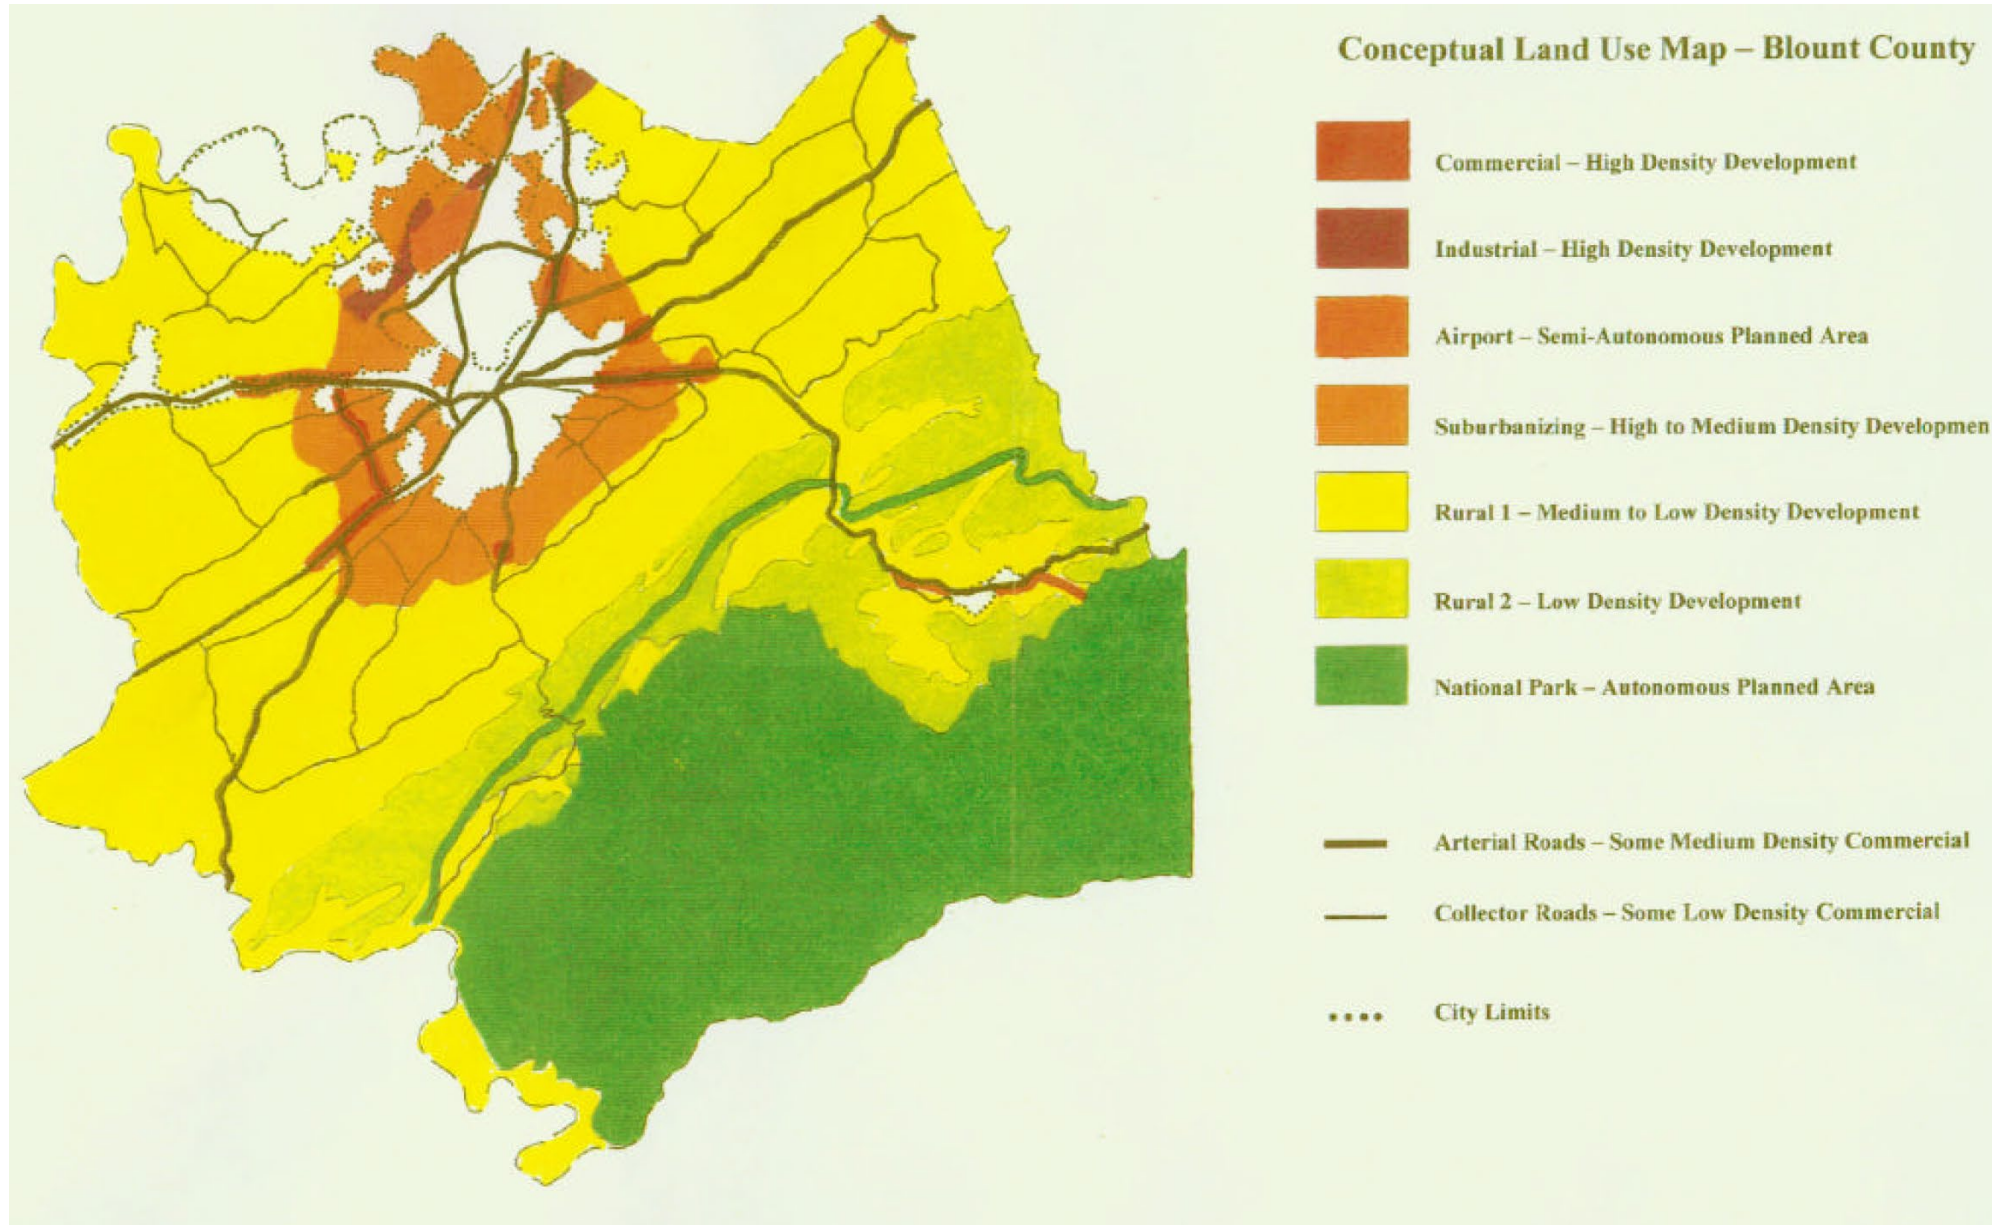 Conceptual Land Use Map – Blount County
Commercial – High Density Development
Industrial – High Density Development
Airport – Semi-Autonomous Planned Area
Suburbanizing – High to Medium Density Developmen
Rural 1 – Medium to Low Density Development
Rural 2 – Low Density Development
National Park – Autonomous Planned Area
Arterial Roads – Some Medium Density Commercial
Collector Roads – Some Low Density Commercial
City Limits